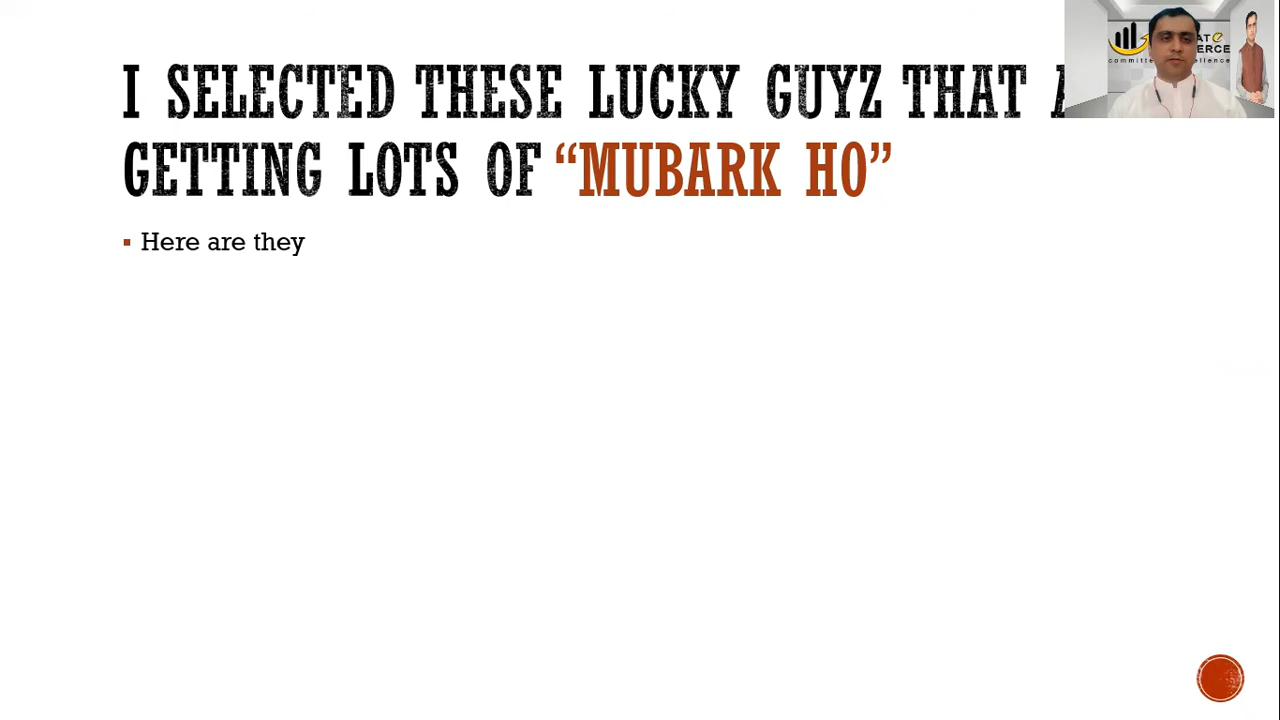 I SELECTED THESE LUCKY GUYZ THAT
GETTING LOTS OF “MUBARK HO”
▪ Here are they